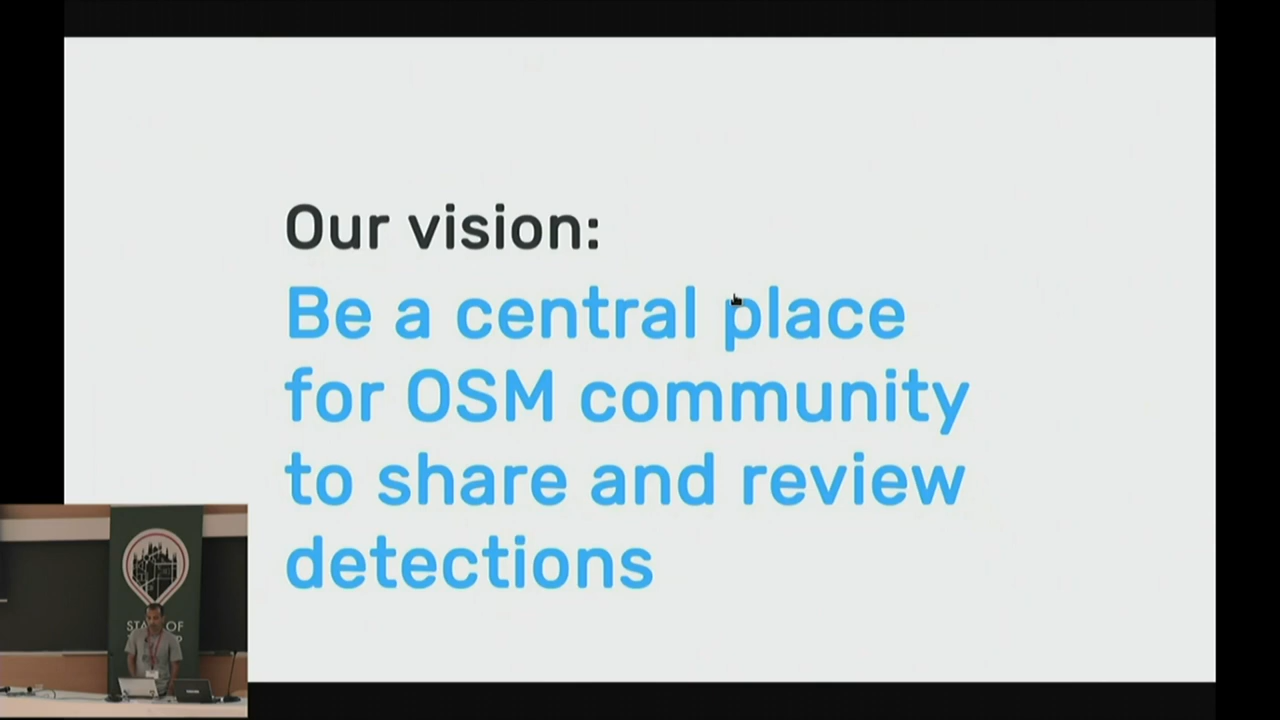 Our vision:
Be a central place
for OSM community
to share and review
detections